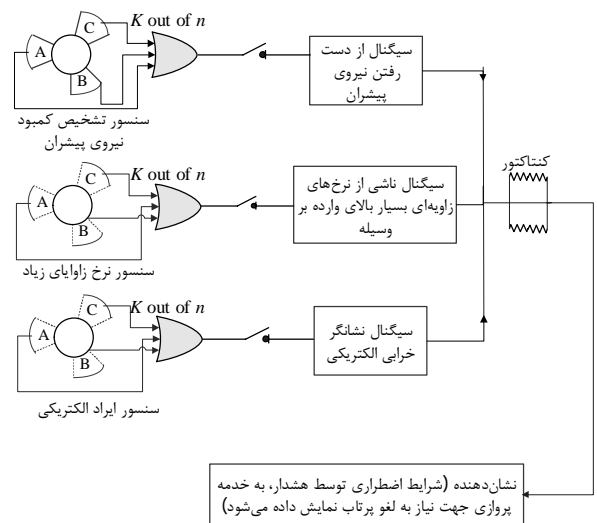 K out of n
C
A
B
سنسور تشخیص کمبود
نیروی پیشران
سیگنال از دست
رفتن نیروی
پیشران
کنتاکتور
K out of n
C
A
B
سنسور نرخ زاوایای زیاد
سیگنال ناشی از نرخ‌های
زاویه‌ای بسیار بالای وارده بر
وسیله
K out of n
C
A
B
سنسور ایراد الکتریکی
سیگنال نشانگر
خرابی الکتریکی
نشان‌دهنده (شرایط اضطراری توسط هشدار، به خدمه
پروازی جهت نیاز به لغو پرتاب نمایش داده می‌شود)